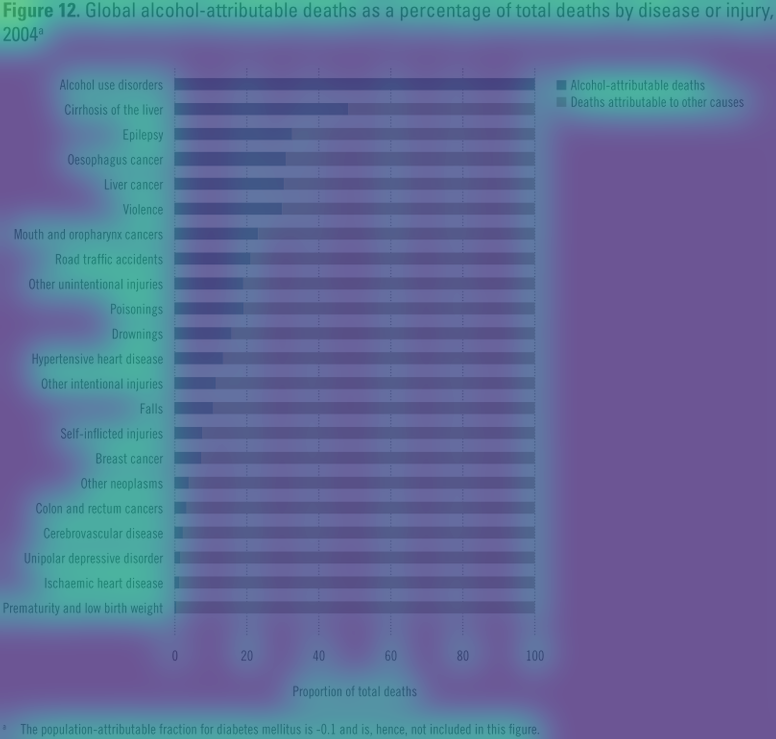 Figure 12. Global alcohol-attributable deaths as a percentage of total deaths by disease or injury,
2004ª
Alcohol use disorders
Cirrhosis of the liver
Epilepsy
Oesophagus cancer
Liver cancer
Violence
Mouth and oropharynx cancers
Road traffic accidents
Other unintentional injuries
Poisonings
Drownings
Hypertensive heart disease
Other intentional injuries
Falls
Self-inflicted injuries
Breast cancer
Other neoplasms
Colon and rectum cancers
Cerebrovascular disease
Unipolar depressive disorder
Ischaemic heart disease
Prematurity and low birth weight
Alcohol-attributable deaths
Deaths attributable to other causes
0 20 40 60 80 100
Proportion of total deaths
ª The population-attributable fraction for diabetes mellitus is -0.1 and is, hence, not included in this figure.